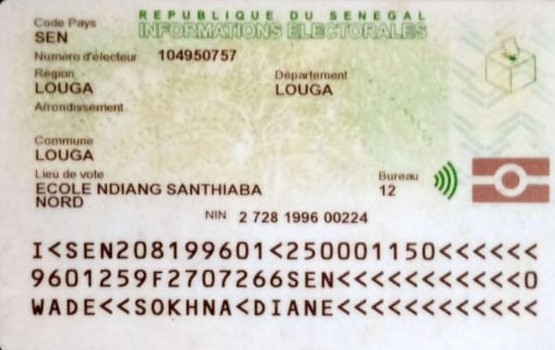 REPUBLIQUE DU SENEGAL
INFORMATIONS ELECTORALES
Code Pays
SEN
Numéro d'électeur 104950757
Région Département
LOUGA LOUGA
Arrondissement
Commune
LOUGA
Lieu de vote Bureau
ECOLE NDIANG SANTHIABA 12
NORD
NIN 2 728 1996 00224
I<SEN208199601<250001150<<<<<<
9601259F2707266SEN<<<<<<<<<<<0
WADE<<SOKHNA<DIANE<<<<<<<<<<<<